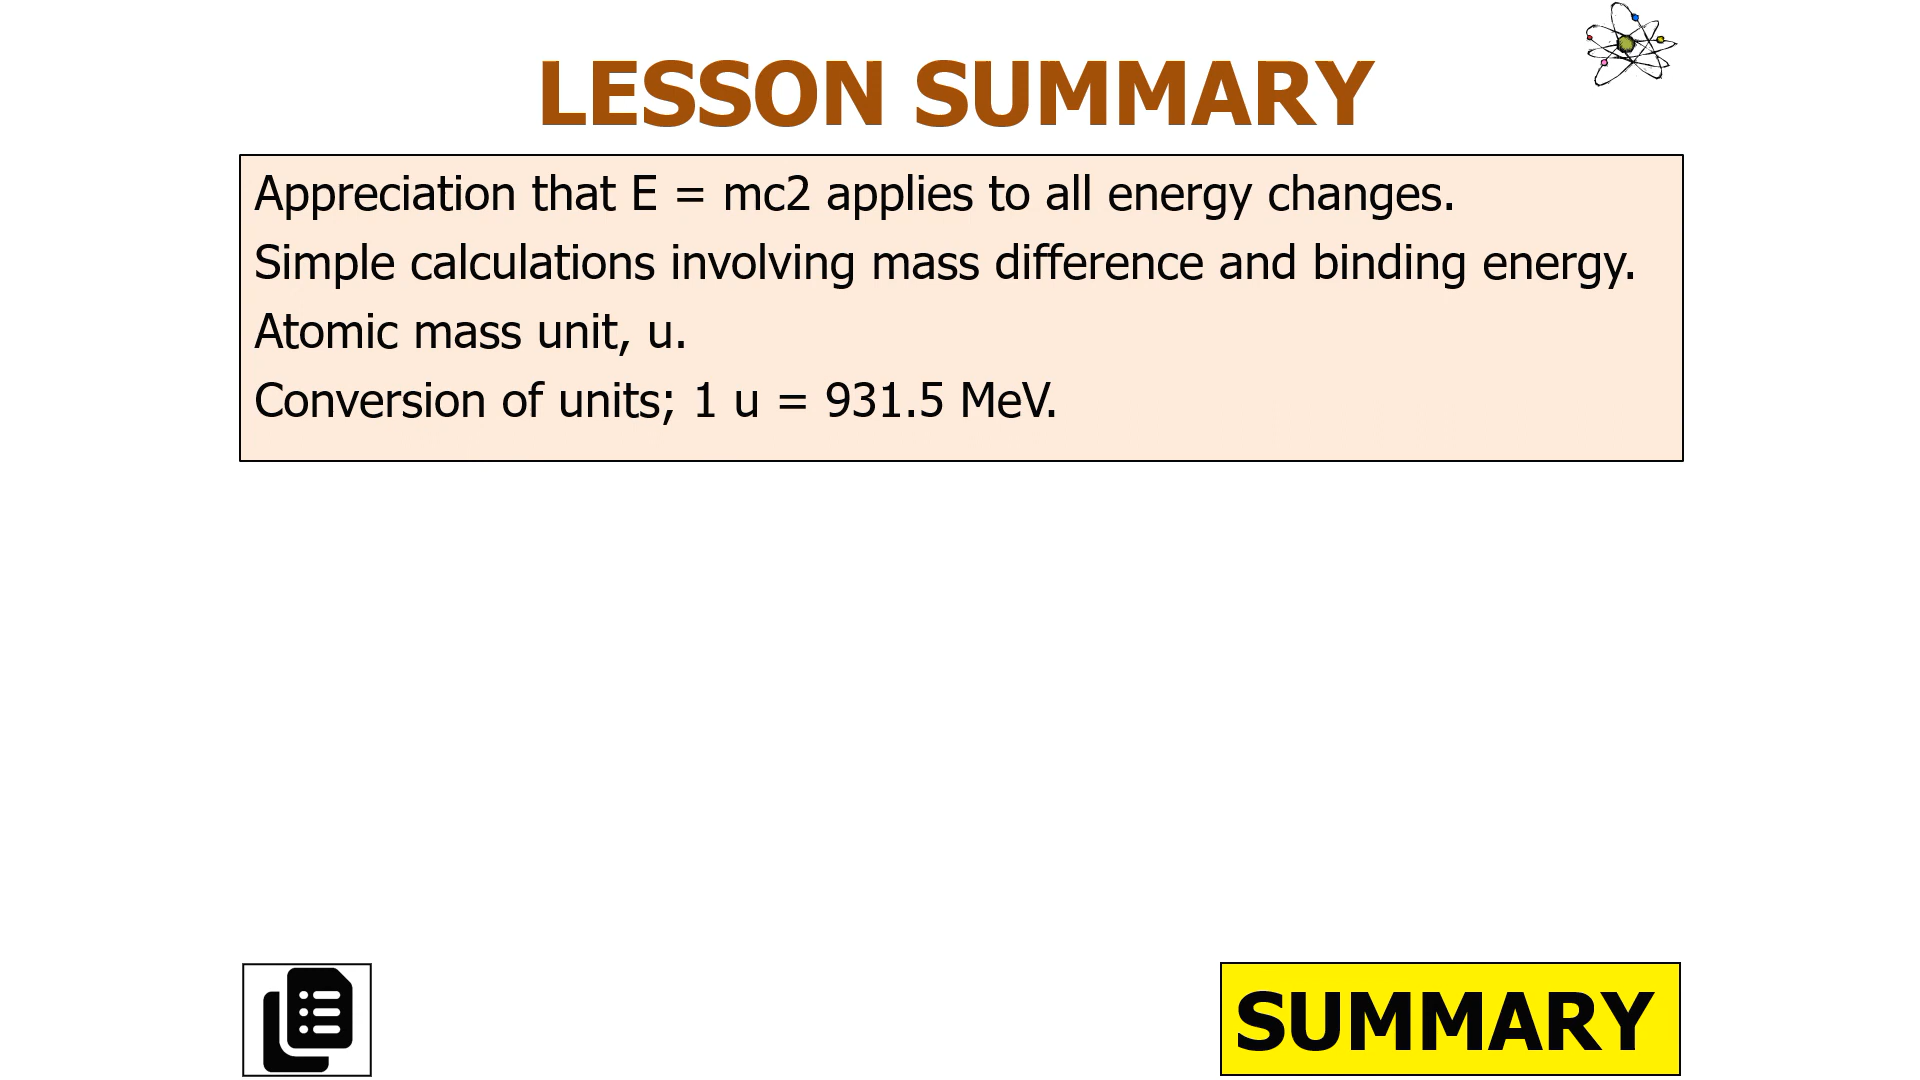 LESSON SUMMARY
Appreciation that E = mc2 applies to all energy changes.
Simple calculations involving mass difference and binding energy.
Atomic mass unit, u.
Conversion of units; 1 u = 931.5 MeV.
SUMMARY